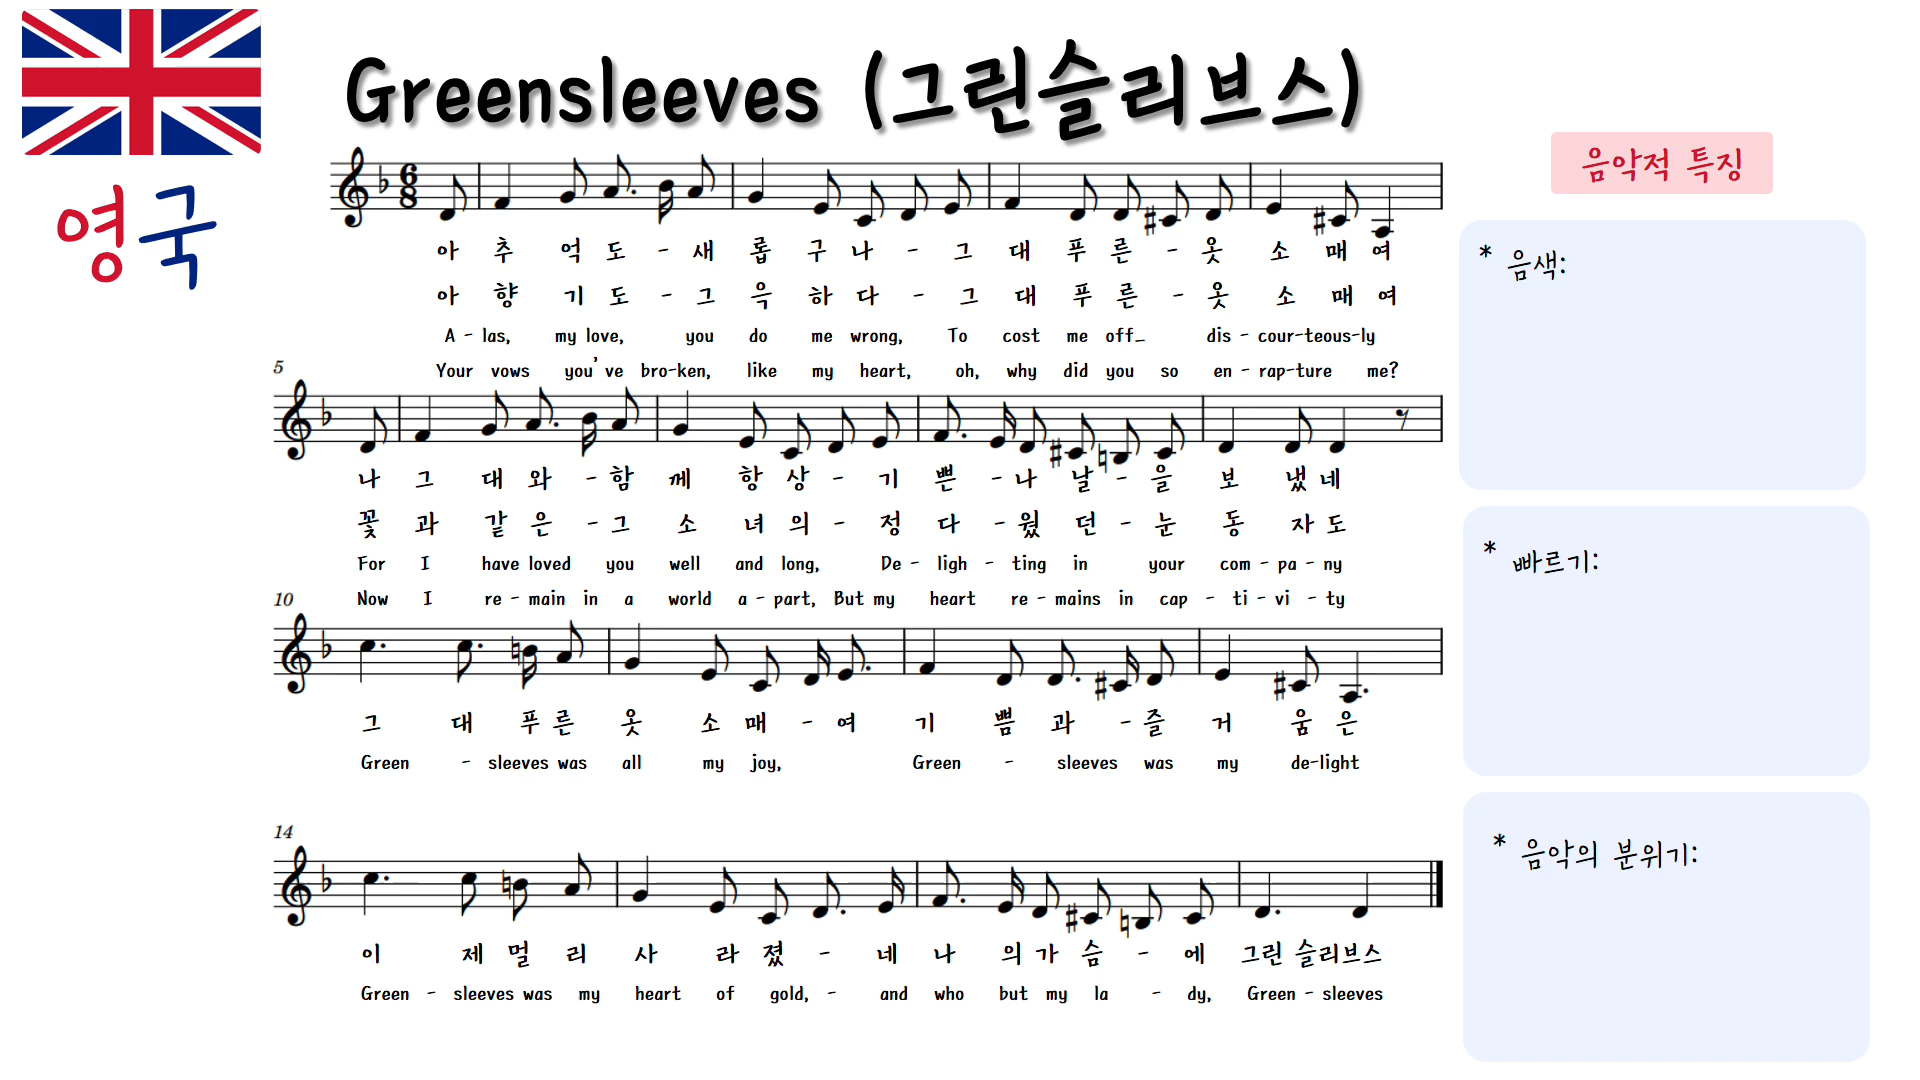 Greensleeves (그린슬리브스)
영국
음악적 특징
6
8
아 추 억 도 - 새 롭 구 나 - 그 대 푸 른 - 옷 소 매 여
아 향 기 도 - 그 윽 하 다 - 그 대 푸 른 - 옷 소 매 여
A - las, my love, you do me wrong, To cost me off_ dis - cour-teous-ly
Your vows you've bro-ken, like my heart, oh, why did you so en - rap-ture me?
5
나 그 대 와 - 함 께 항 상 - 기 쁜 - 나 날 - 을 보 냈 네
꽃 과 같 은 - 그 소 녀 의 - 정 다 - 웠 던 - 눈 동 자 도
For I have loved you well and long, De - ligh - ting in your com - pa - ny
Now I re - main in a world a - part, But my heart re - mains in cap - ti - vi - ty
10
그 대 푸 른 옷 소 매 - 여 기 쁨 과 - 즐 거 움 은
Green - sleeves was all my joy, Green - sleeves was my de-light
14
이 제 멀 리 사 라 졌 - 네 나 의 가 슴 - 에 그린 슬리브스
Green - sleeves was my heart of gold, - and who but my la - dy, Green - sleeves
* 음색:
* 빠르기:
* 음악의 분위기: